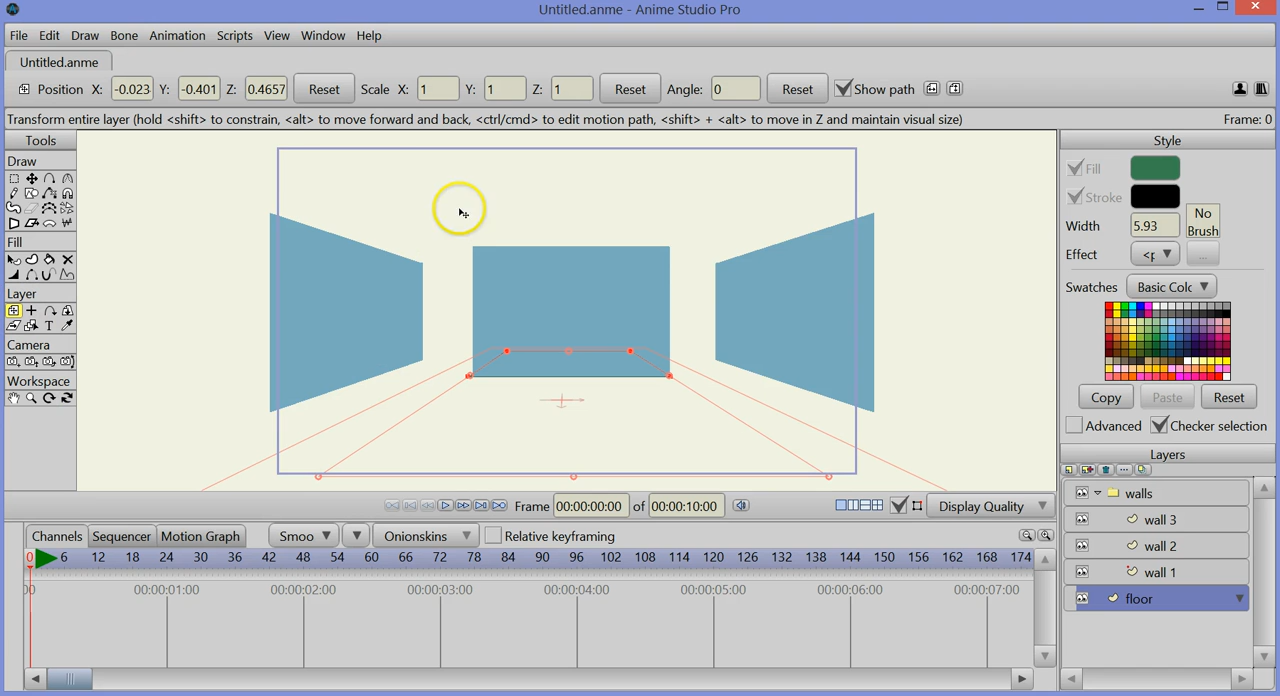 Untitled.anme - Anime Studio Pro
File Edit Draw Bone Animation Scripts View Window Help
Untitled.anme
Position X: -0.023 Y: -0.401 Z: 0.4657 Reset Scale X: 1 Y: 1 Z: 1 Reset Angle: 0 Reset Show path
Transform entire layer (hold <shift> to constrain, <alt> to move forward and back, <ctrl/cmd> to edit motion path, <shift> + <alt> to move in Z and maintain visual size) Frame: 0
Tools
Draw
Fill
Layer
Camera
Workspace
Style
Fill
Stroke
Width 5.93 No Brush
Effect <p ...
Swatches Basic Colc
Copy Paste Reset
Advanced Checker selection
Layers
walls
wall 3
wall 2
wall 1
floor
Frame 00:00:00:00 of 00:00:10:00 Display Quality
Channels Sequencer Motion Graph Smoo Onionskins Relative keyframing
0 6 12 18 24 30 36 42 48 54 60 66 72 78 84 90 96 102 108 114 120 126 132 138 144 150 156 162 168 174
00 00:00:01:00 00:00:02:00 00:00:03:00 00:00:04:00 00:00:05:00 00:00:06:00 00:00:07:00